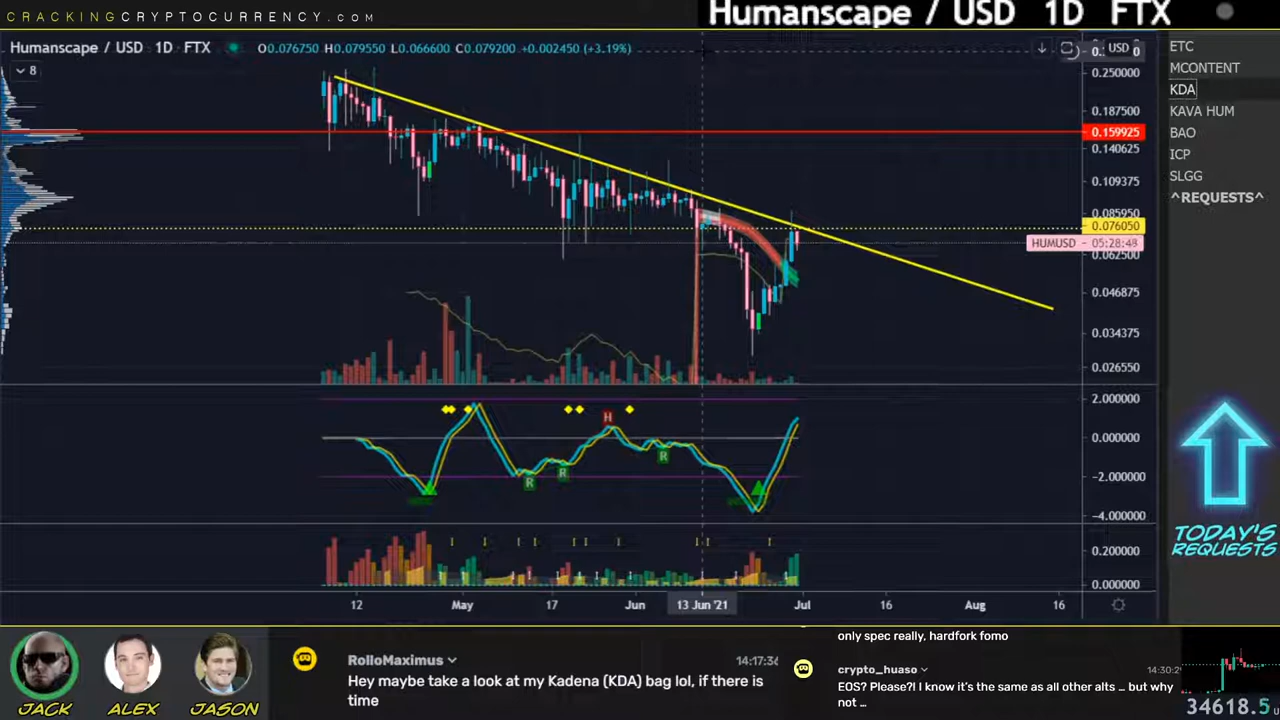 CRACKINGCRYPTOCURRENCY.com
Humanscape / USD 1D FTX
Humanscape / USD 1D FTX O0.076750 H0.079550 L0.066600 C0.079200 +0.002450 (+3.19%)
USD
8
0.250000
0.187500
0.159925
0.140625
0.109375
0.085950
0.076050
HUMUSD - 05:28:48
0.062500
0.046875
0.034375
0.026550
2.000000
0.000000
-2.000000
-4.000000
H
R
R
R
0.200000
0.000000
12
May
17
Jun
13 Jun '21
Jul
16
Aug
16
ETC
MCONTENT
KDA
KAVA HUM
BAO
ICP
SLGG
^REQUESTS^
TODAY'S
REQUESTS
JACK
ALEX
JASON
RolloMaximus 14:17:36
Hey maybe take a look at my Kadena (KDA) bag lol, if there is
time
only spec really, hardfork fomo
crypto_huaso 14:30:2
EOS? Please?I I know it's the same as all other alts … but why
not …
34618.5